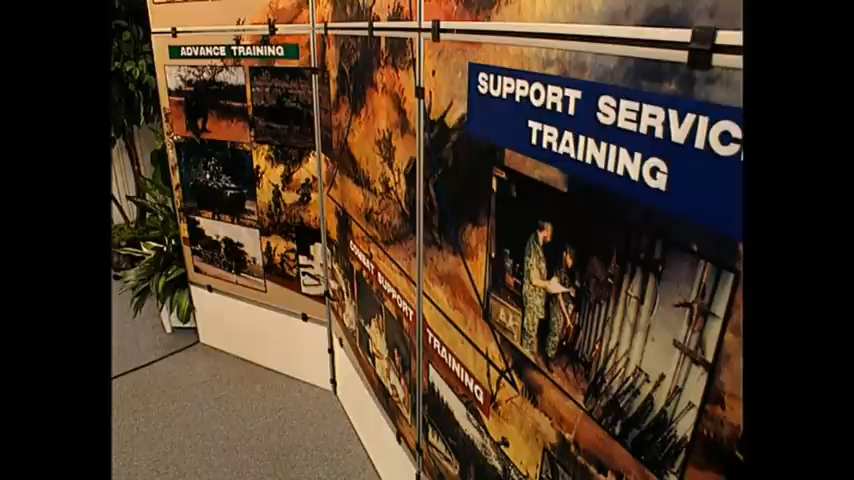 ADVANCE TRAINING
SUPPORT SERVIC
TRAINING
COMBAT SUPPORT TRAINING